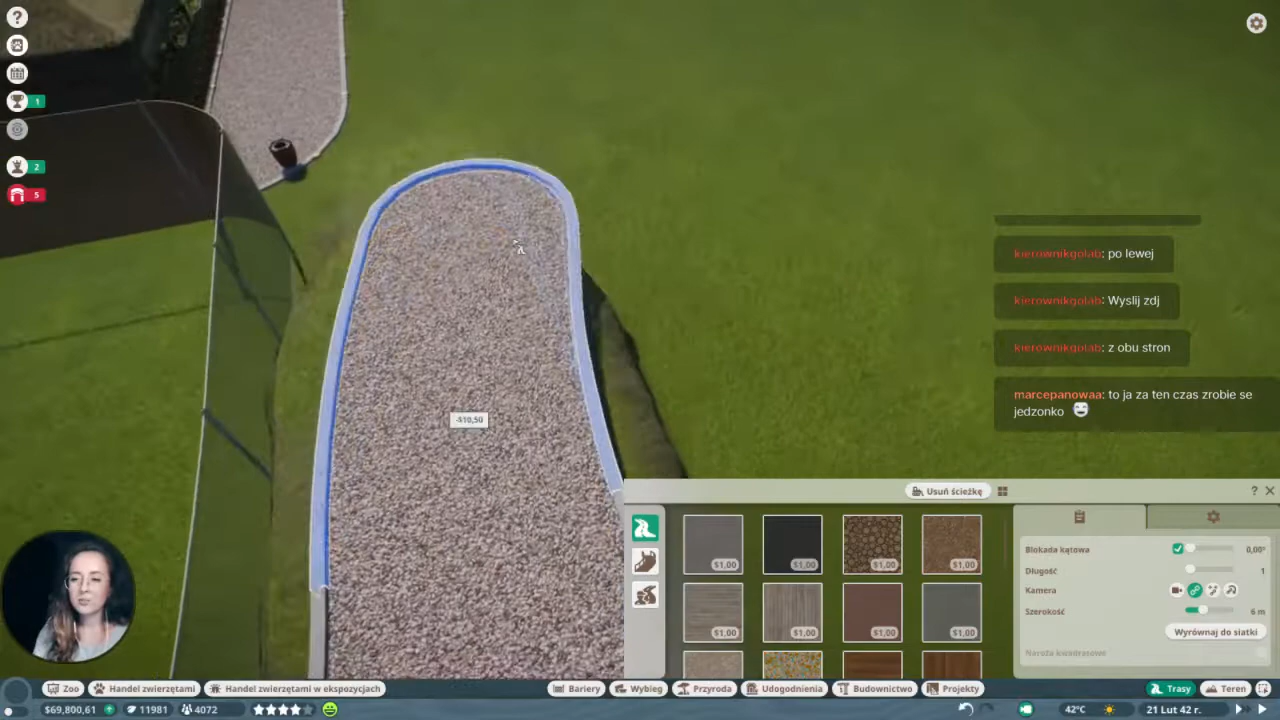 ?
1
2
5
kierownikgolab: po lewej
kierownikgolab: Wyslij zdj
kierownikgolab: z obu stron
marcepanowaa: to ja za ten czas zrobie se
jedzonko
-$10,50
Usuń ścieżkę
?
$1,00 $1,00 $1,00 $1,00
$1,00 $1,00 $1,00 $1,00
Blokada kątowa 0,00°
Długość 1
Kamera
Szerokość 6 m
Wyrównaj do siatki
Naroża kwadratowe
Zoo Handel zwierzętami Handel zwierzętami w ekspozycjach Bariery Wybieg Przyroda Udogodnienia Budownictwo Projekty Trasy Teren
$69,800,61 11981 4072 42°C 21 Lut 42 r.